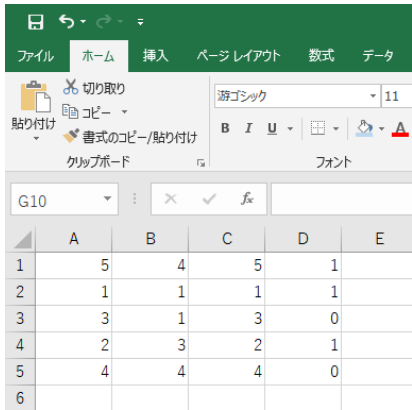 ファイル ホーム 挿入 ページ レイアウト 数式 データ
切り取り
コピー
書式のコピー/貼り付け
貼り付け
クリップボード
游ゴシック 11
B I U A
フォント
G10 fx
A B C D E
1 5 4 5 1
2 1 1 1 1
3 3 1 3 0
4 2 3 2 1
5 4 4 4 0
6